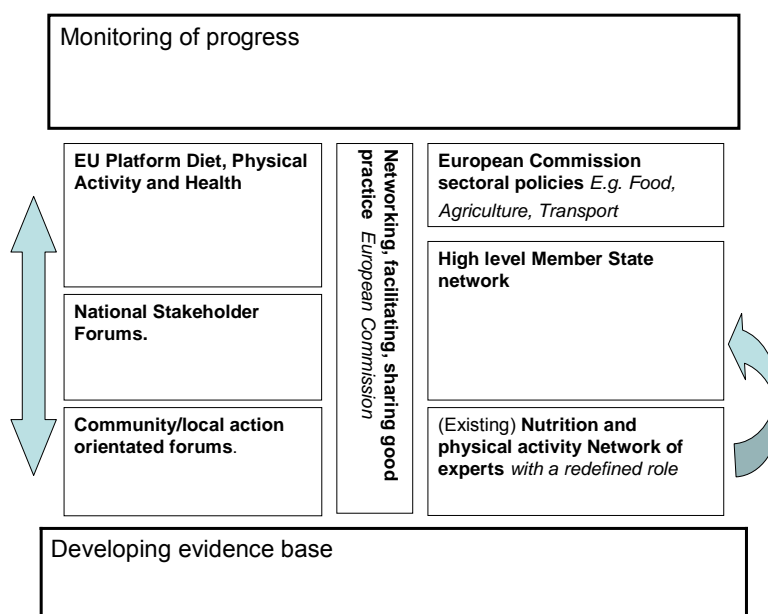 Monitoring of progress
EU Platform Diet, Physical
Activity and Health
National Stakeholder
Forums.
Community/local action
orientated forums.
Networking, facilitating, sharing good
practice European Commission
European Commission
sectoral policies E.g. Food,
Agriculture, Transport
High level Member State
network
(Existing) Nutrition and
physical activity Network of
experts with a redefined role
Developing evidence base